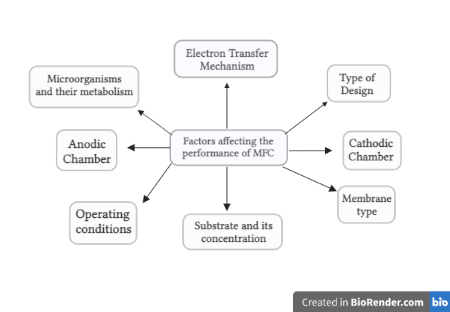 Electron Transfer
Mechanism
Microorganisms
and their metabolism
Type of
Design
Anodic
Chamber
Factors affecting the
performance of MFC
Cathodic
Chamber
Operating
conditions
Substrate and its
concentration
Membrane
type
Created in BioRender.com bio